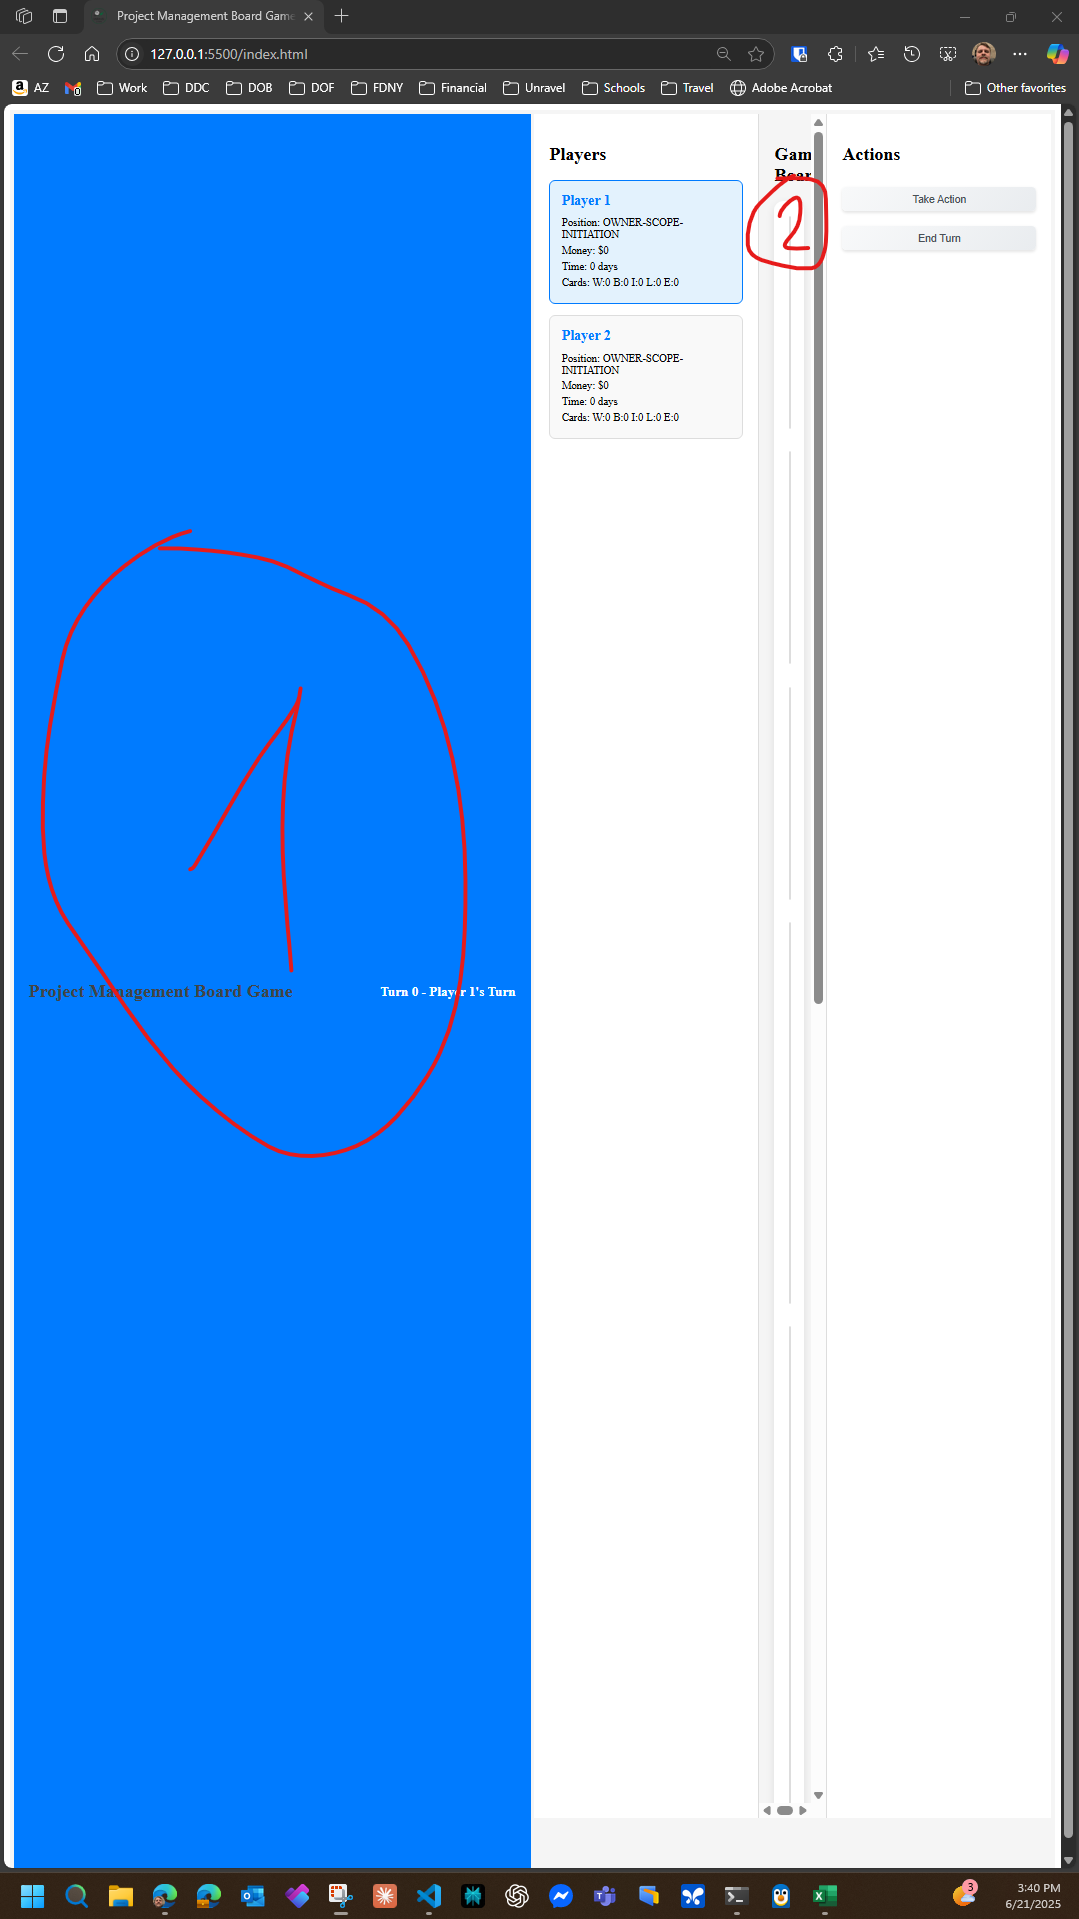 Project Management Board Game
127.0.0.1:5500/index.html
AZ
Work
DDC
DOB
DOF
FDNY
Financial
Unravel
Schools
Travel
Adobe Acrobat
Other favorites
Project Management Board Game
Turn 0 - Player 1's Turn
1
Players
Player 1
Position: OWNER-SCOPE-
INITIATION
Money: $0
Time: 0 days
Cards: W:0 B:0 I:0 L:0 E:0
Player 2
Position: OWNER-SCOPE-
INITIATION
Money: $0
Time: 0 days
Cards: W:0 B:0 I:0 L:0 E:0
Gam
Boar
2
Actions
Take Action
End Turn
3
3:40 PM
6/21/2025